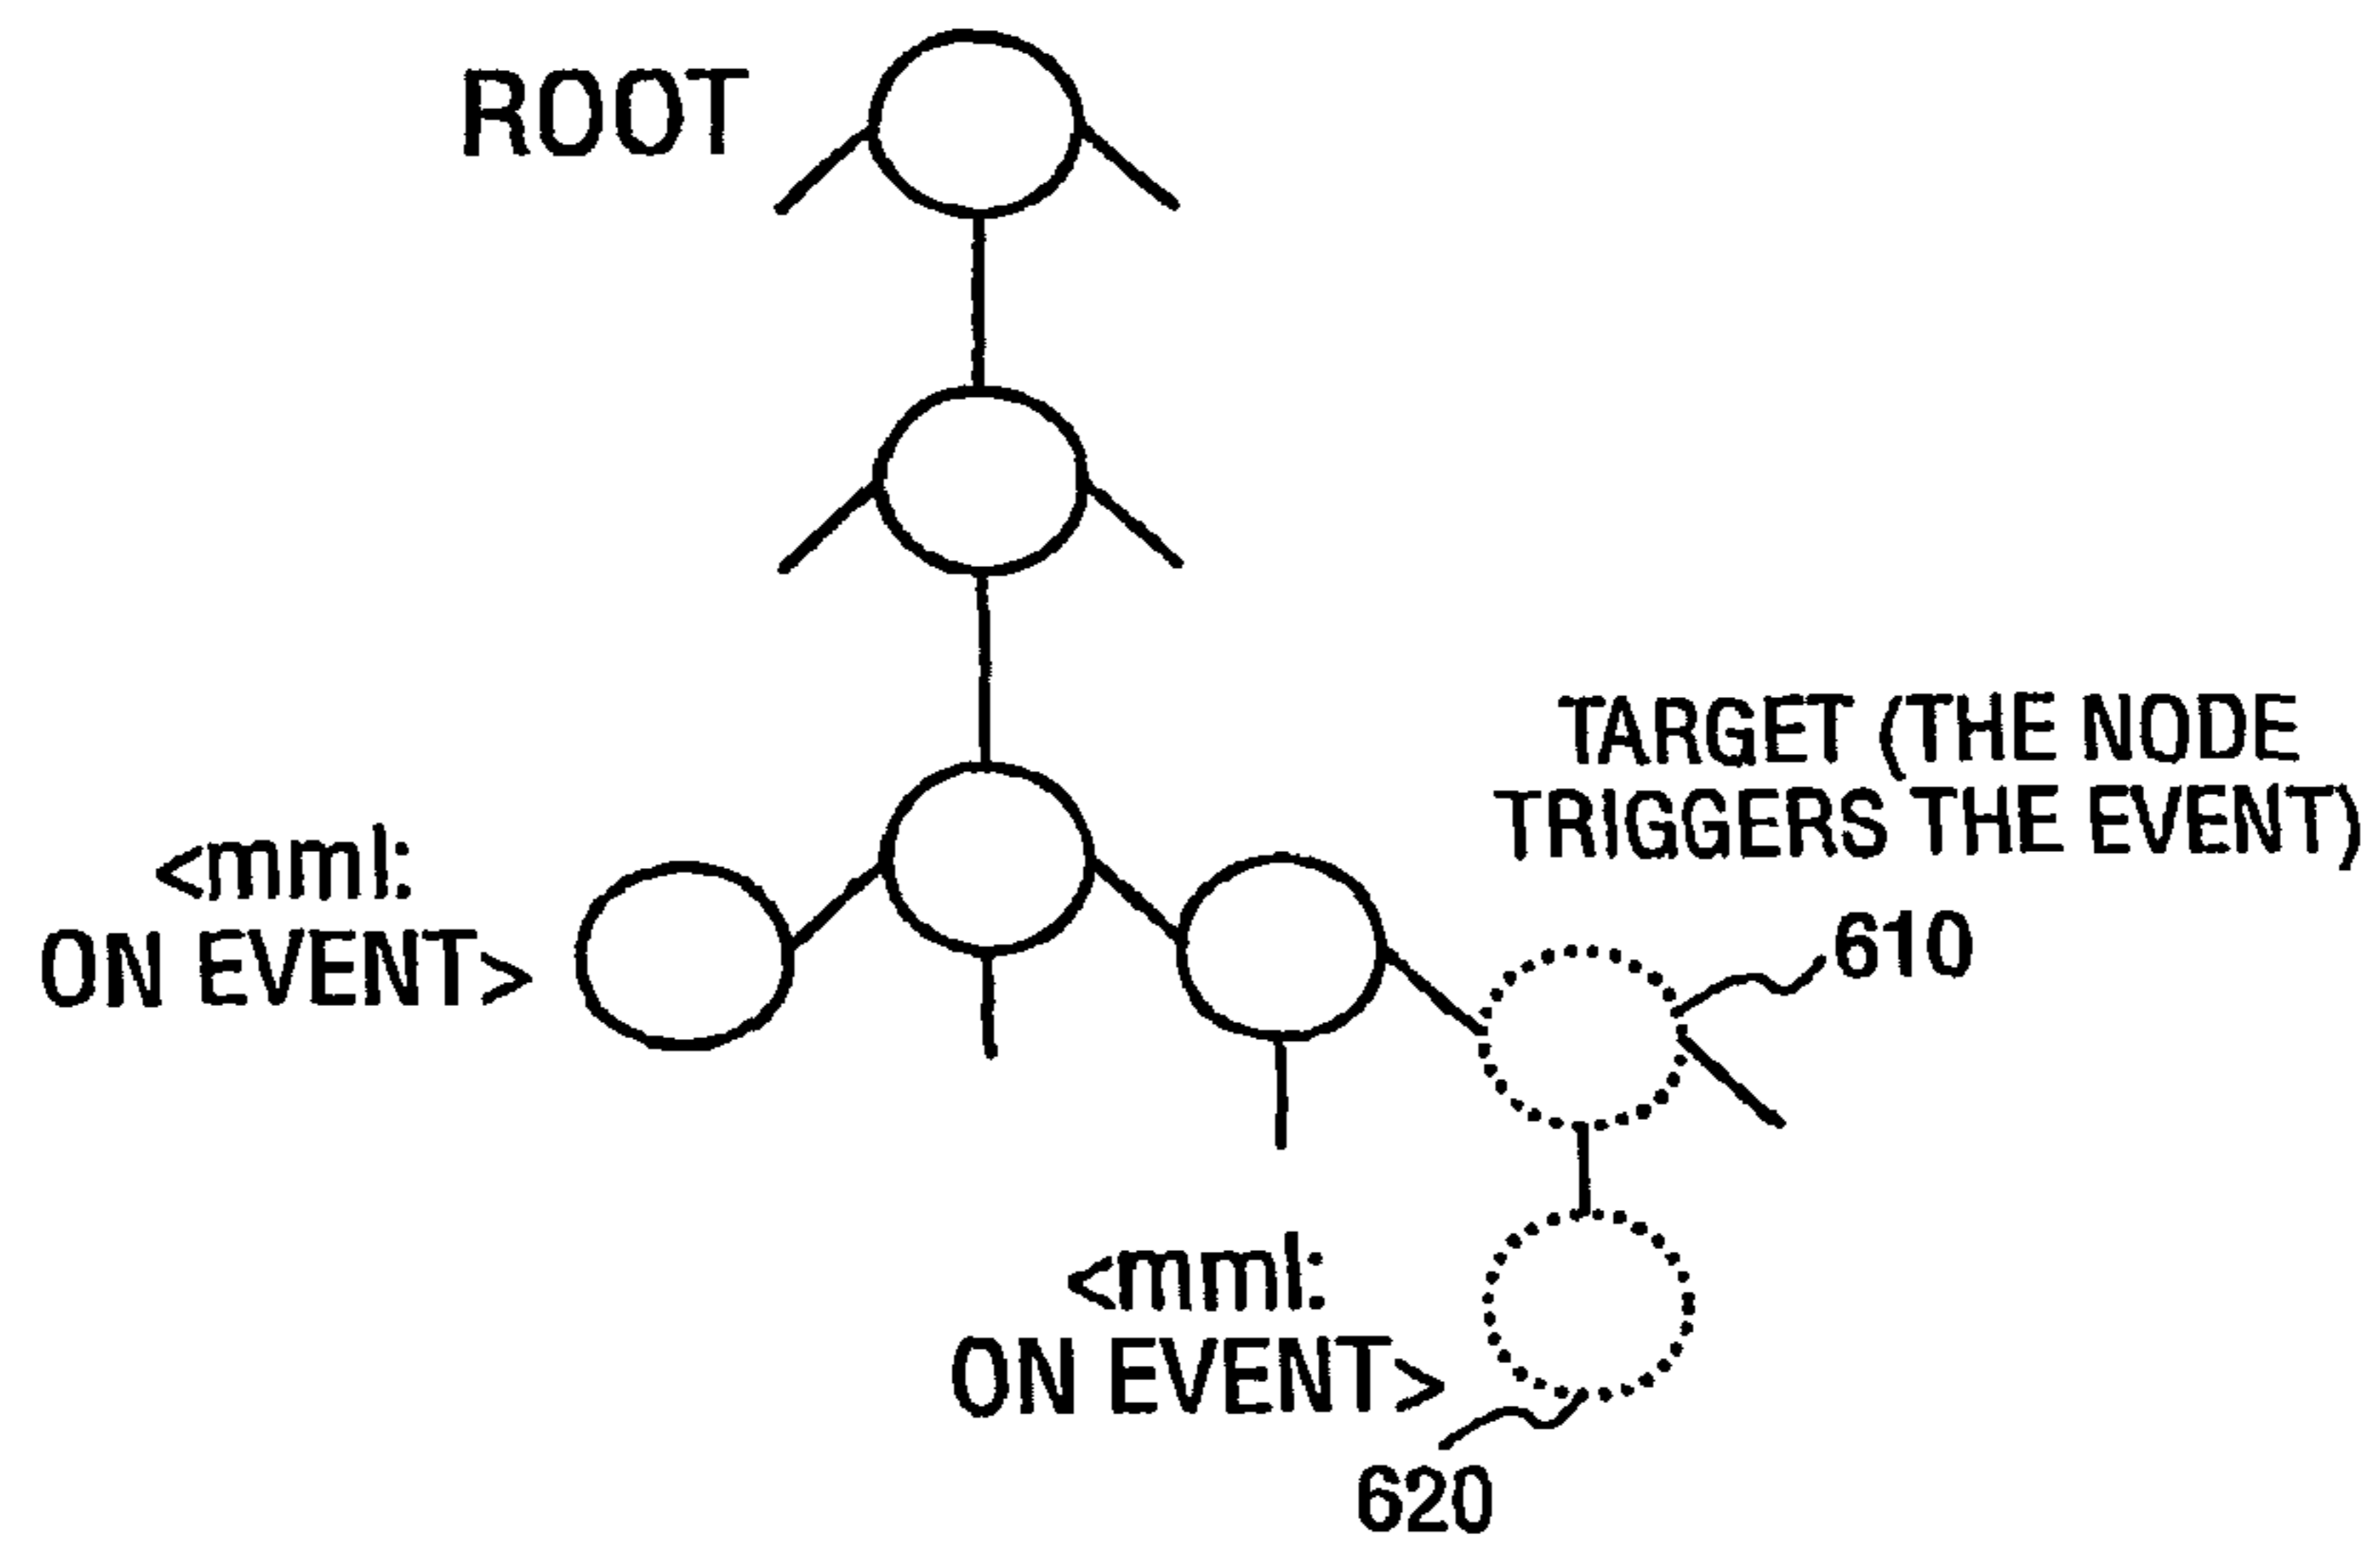 ROOT
TARGET (THE NODE
TRIGGERS THE EVENT)
<mml:
ON EVENT>
610
<mml:
ON EVENT>
620